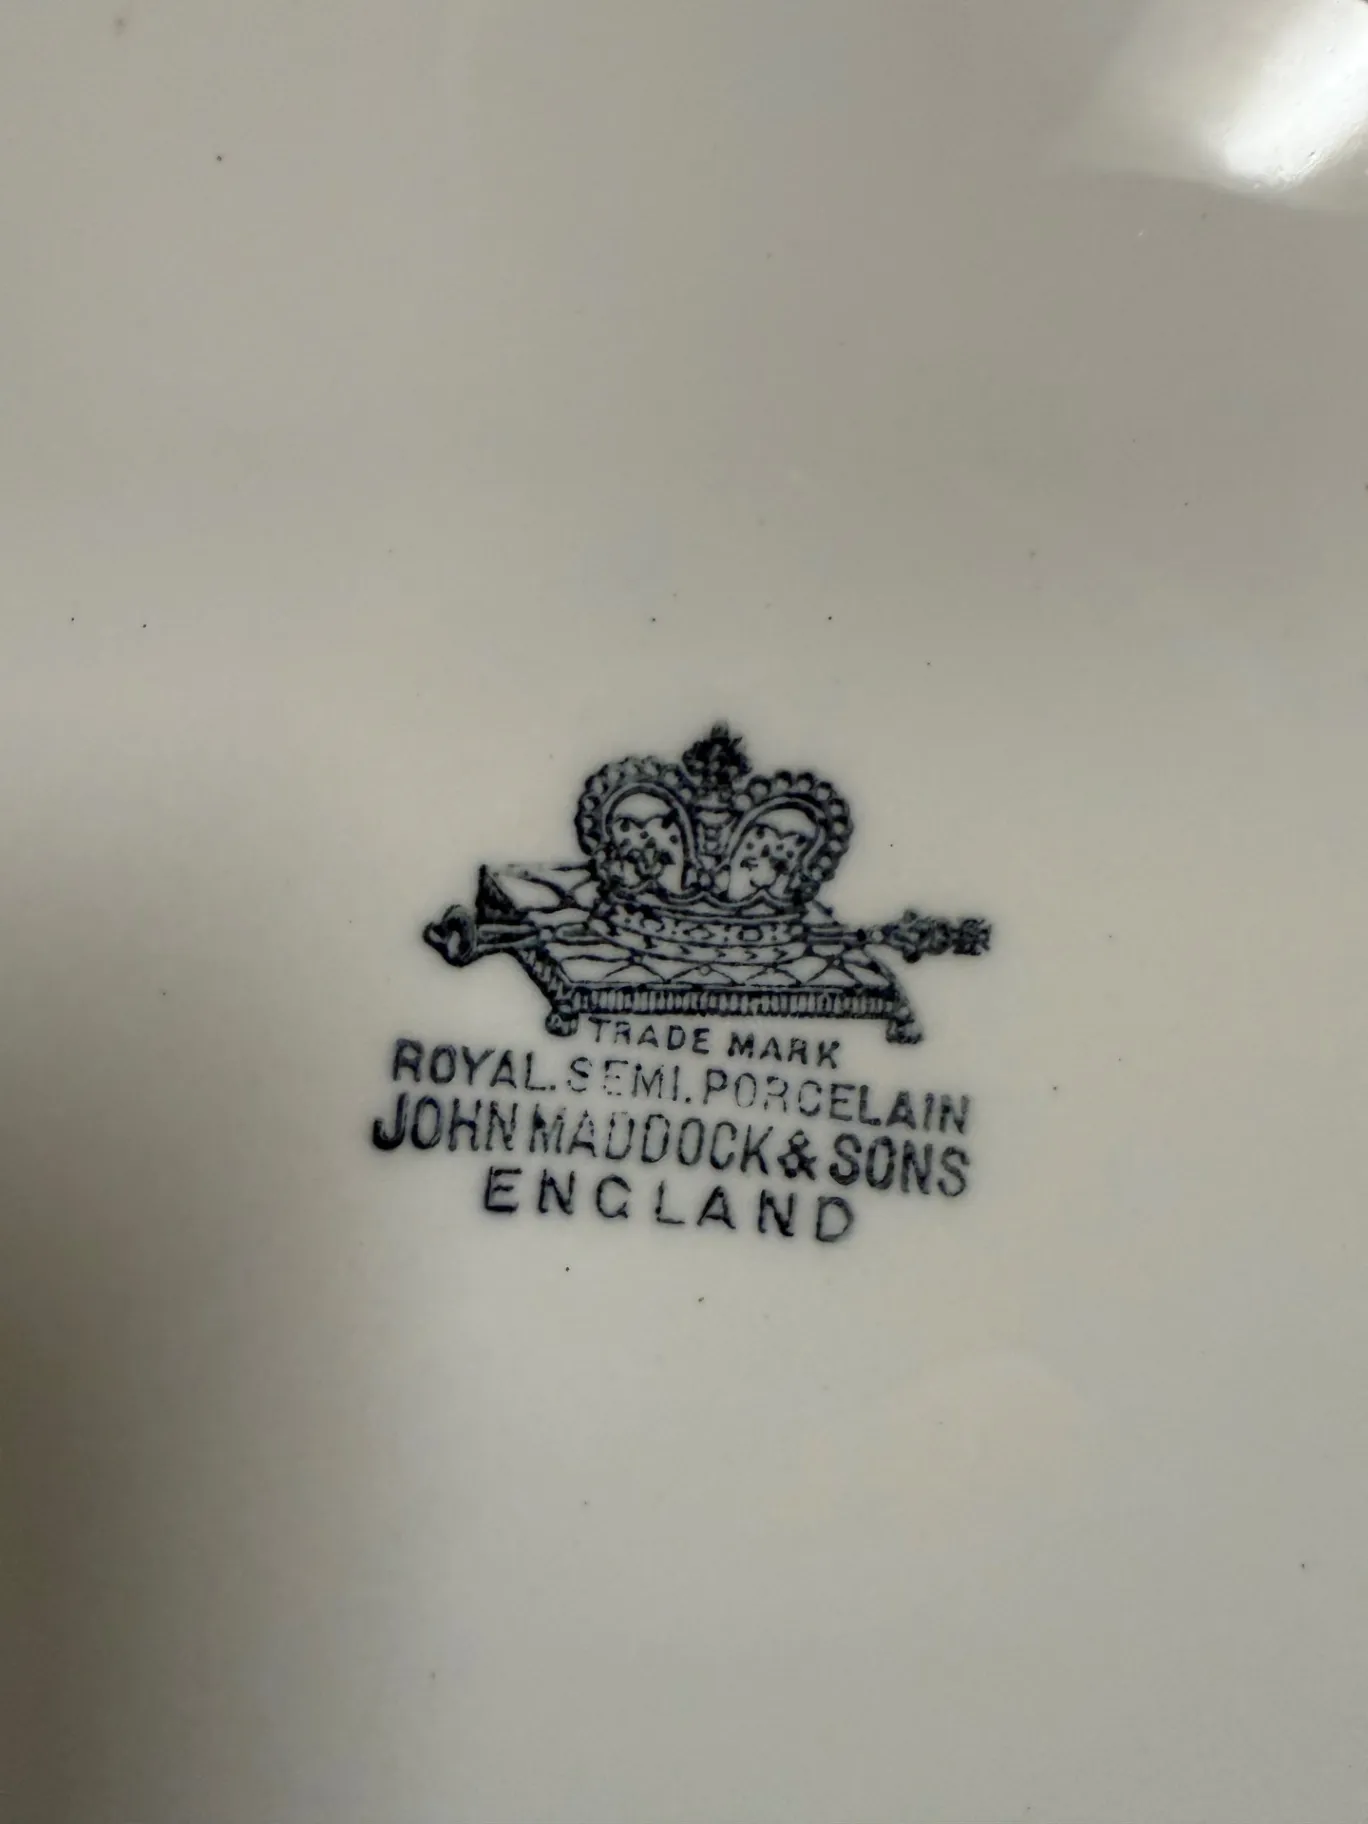 TRADE MARK
ROYAL.SEMI.PORCELAIN
JOHN MADDOCK & SONS
ENGLAND